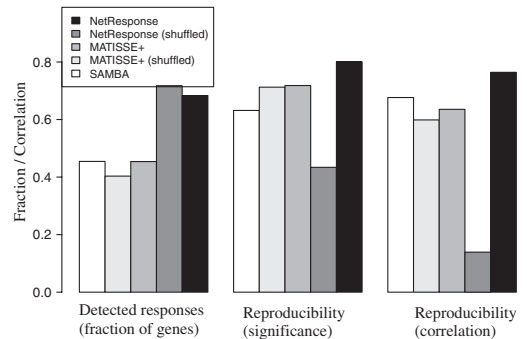 NetResponse
NetResponse (shuffled)
MATISSE+
MATISSE+ (shuffled)
SAMBA
Fraction / Correlation
0.8
0.6
0.4
0.2
0.0
Detected responses
(fraction of genes)
Reproducibility
(significance)
Reproducibility
(correlation)